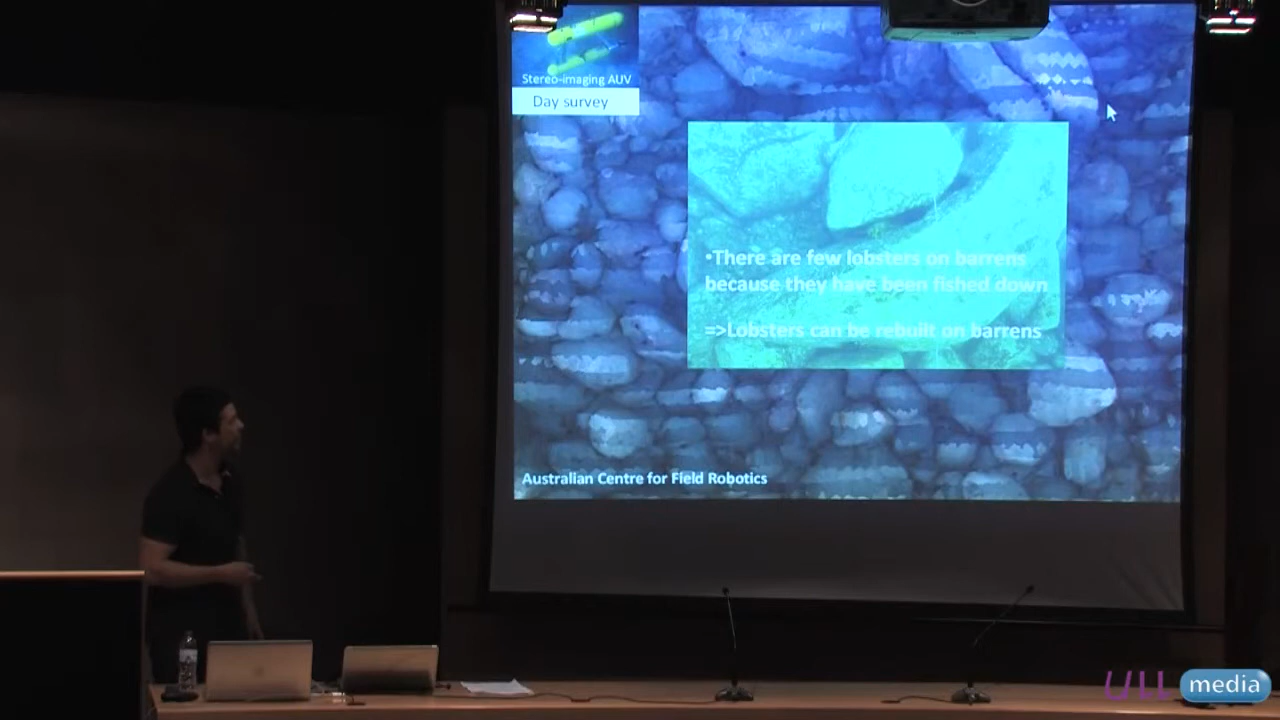 Stereo-imaging AUV
Day survey
•There are few lobsters on barrens
because they have been fished down
=>Lobsters can be rebuilt on barrens
Australian Centre for Field Robotics
ULL media